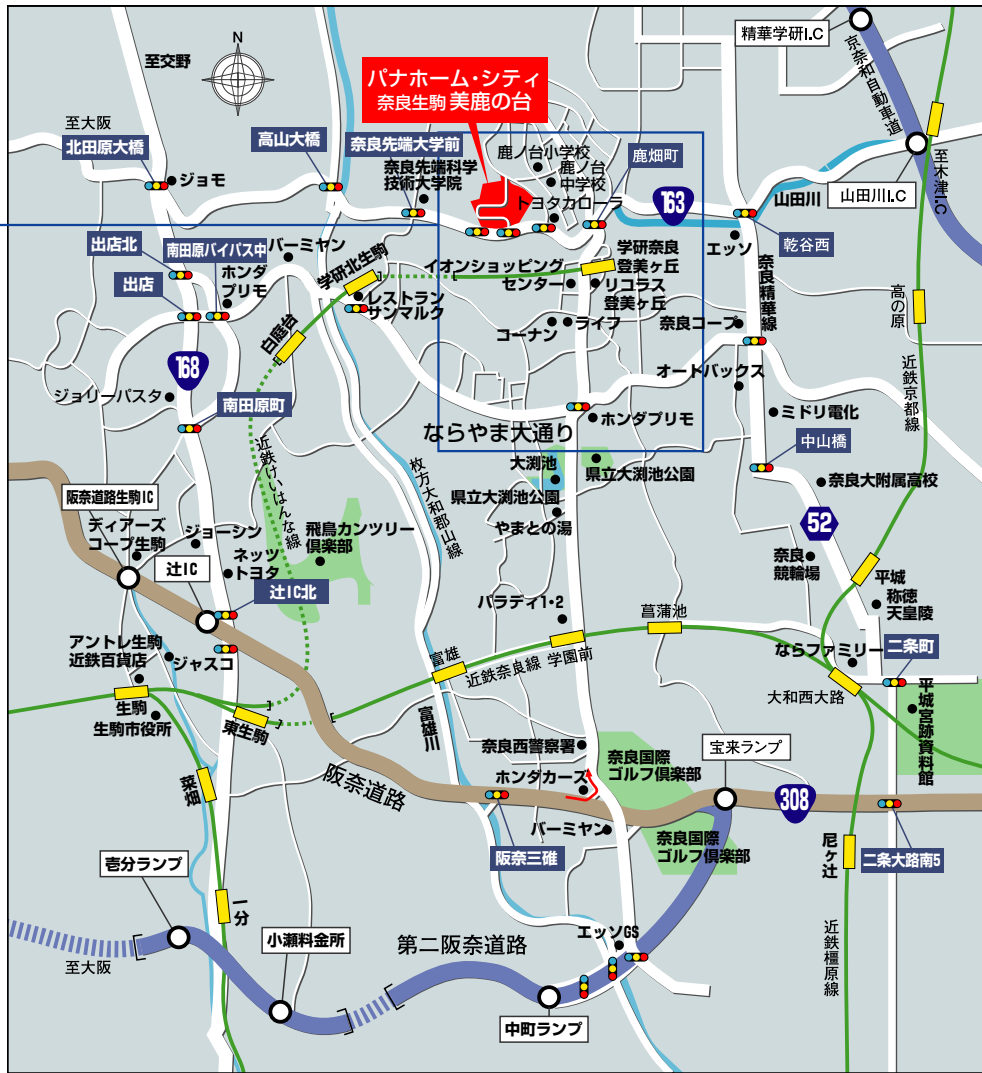 精華学研I.C
京奈和自動車道
至交野
N
パナホーム・シティ
奈良生駒 美鹿の台
至大阪
北田原大橋
高山大橋
奈良先端大学前
鹿ノ台小学校
鹿ノ台
中学校
鹿畑町
至木津I.C
ジョモ
奈良先端科学
技術大学院
トヨタカローラ
163
山田川
山田川I.C
出店北
南田原バイパス中
バーミヤン
学研北生駒
イオンショッピング
センター
学研奈良
登美ヶ丘
エッソ
乾谷西
出店
ホンダ
プリモ
レストラン
サンマルク
リコラス
登美ヶ丘
奈良精華線
高の原
白庭台
コーナン
ライフ
奈良コープ
168
ジョリーパスタ
オートバックス
近鉄京都線
南田原町
ならやま大通り
ホンダプリモ
ミドリ電化
中山橋
近鉄けいはんな線
枚方大和郡山線
大渕池
県立大渕池公園
県立大渕池公園
奈良大附属高校
阪奈道路生駒IC
ディアーズ
コープ生駒
ジョーシン
飛鳥カンツリー
倶楽部
やまとの湯
52
辻IC
ネッツ
トヨタ
奈良
競輪場
平城
辻IC北
パラディ1・2
菖蒲池
称徳
天皇陵
アントレ生駒
近鉄百貨店
ジャスコ
富雄
近鉄奈良線
学園前
ならファミリー
二条町
生駒
生駒市役所
東生駒
大和西大路
平城宮跡資料館
富雄川
奈良西警察署
奈良国際
ゴルフ倶楽部
宝来ランプ
菜畑
阪奈道路
ホンダカーズ
308
バーミヤン
奈良国際
ゴルフ倶楽部
阪奈三碓
尼ヶ辻
二条大路南5
壱分ランプ
一分
小瀬料金所
第二阪奈道路
エッソGS
至大阪
中町ランプ
近鉄橿原線